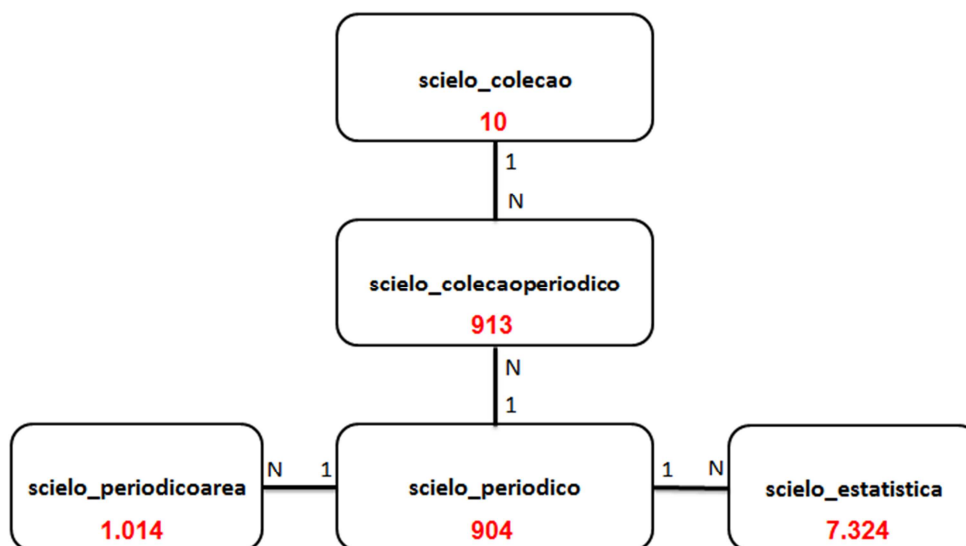 scielo_colecao
10
1
N
scielo_colecaoperiodico
913
N
1
scielo_periodicoarea
1.014
N 1
scielo_periodico
904
1 N
scielo_estatistica
7.324